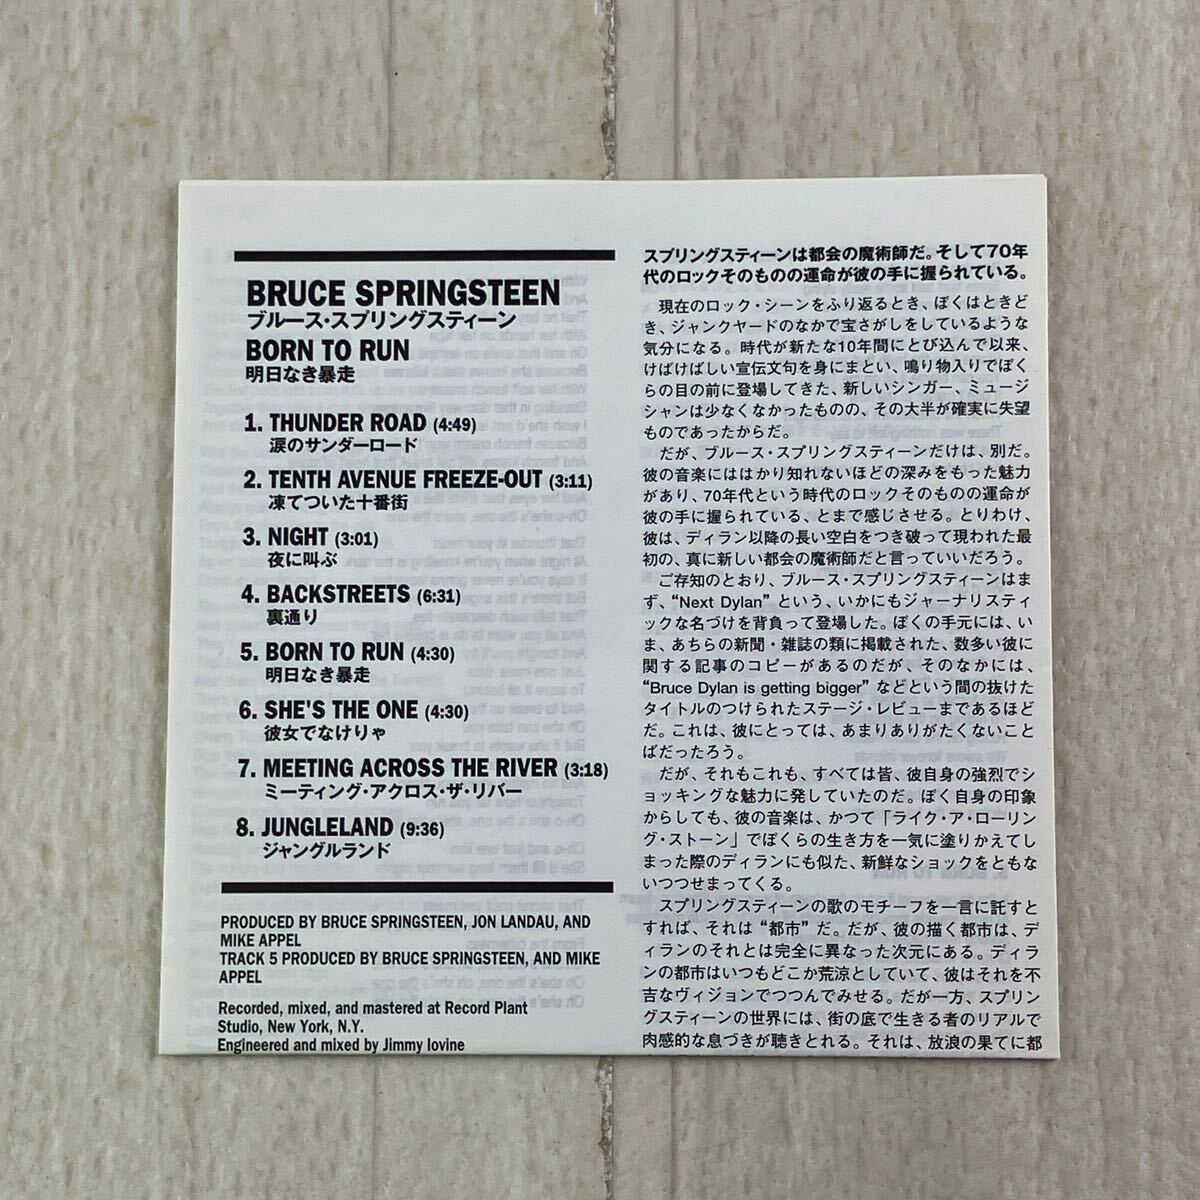 BRUCE SPRINGSTEEN
ブルース・スプリングスティーン
BORN TO RUN
明日なき暴走
1. THUNDER ROAD (4:49)
涙のサンダーロード
2. TENTH AVENUE FREEZE-OUT (3:11)
凍てついた十番街
3. NIGHT (3:01)
夜に叫ぶ
4. BACKSTREETS (6:31)
裏通り
5. BORN TO RUN (4:30)
明日なき暴走
6. SHE'S THE ONE (4:30)
彼女でなけりゃ
7. MEETING ACROSS THE RIVER (3:18)
ミーティング・アクロス・ザ・リバー
8. JUNGLELAND (9:36)
ジャングルランド
PRODUCED BY BRUCE SPRINGSTEEN, JON LANDAU, AND
MIKE APPEL
TRACK 5 PRODUCED BY BRUCE SPRINGSTEEN, AND MIKE
APPEL
Recorded, mixed, and mastered at Record Plant
Studio, New York, N.Y.
Engineered and mixed by Jimmy Iovine
スプリングスティーンは都会の魔術師だ。そして70年
代のロックそのものの運命が彼の手に握られている。
現在のロック・シーンをふり返るとき、ぼくはときど
き、ジャンクヤードのなかで宝さがしをしているような
気分になる。時代が新たな10年間にとび込んで以来、
けばけばしい宣伝文句を身にまとい、鳴り物入りでぼく
らの目の前に登場してきた、新しいシンガー、ミュージ
シャンは少なくなかったものの、その大半が確実に失望
ものであったからだ。
だが、ブルース・スプリングスティーンだけは、別だ。
彼の音楽にははかり知れないほどの深みをもった魅力
があり、70年代という時代のロックそのものの運命が
彼の手に握られている、とまで感じさせる。とりわけ、
彼は、ディラン以降の長い空白をつき破って現われた最
初の、真に新しい都会の魔術師だと言っていいだろう。
ご存知のとおり、ブルース・スプリングスティーンはま
ず、“Next Dylan” という、いかにもジャーナリスティ
ックな名づけを背負って登場した。ぼくの手元には、い
ま、あちらの新聞・雑誌の類に掲載された、数多い彼に
関する記事のコピーがあるのだが、そのなかには、
“Bruce Dylan is getting bigger” などという間の抜けた
タイトルのつけられたステージ・レビューまであるほど
だ。これは、彼にとっては、あまりありがたくないこと
ばだったろう。
だが、それもこれも、すべては皆、彼自身の強烈でシ
ョッキングな魅力に発していたのだ。ぼく自身の印象
からしても、彼の音楽は、かつて「ライク・ア・ローリン
グ・ストーン」でぼくらの生き方を一気に塗りかえてし
まった際のディランにも似た、新鮮なショックをともな
いつつせまってくる。
スプリングスティーンの歌のモチーフを一言に託すと
すれば、それは “都市” だ。だが、彼の描く都市は、デ
ィランのそれとは完全に異なった次元にある。ディラ
ンの都市はいつもどこか荒涼としていて、彼はそれを不
吉なヴィジョンでつつんでみせる。だが一方、スプリン
グスティーンの世界には、街の底で生きる者のリアルで
肉感的な息づきが聴きとれる。それは、放浪の果てに都